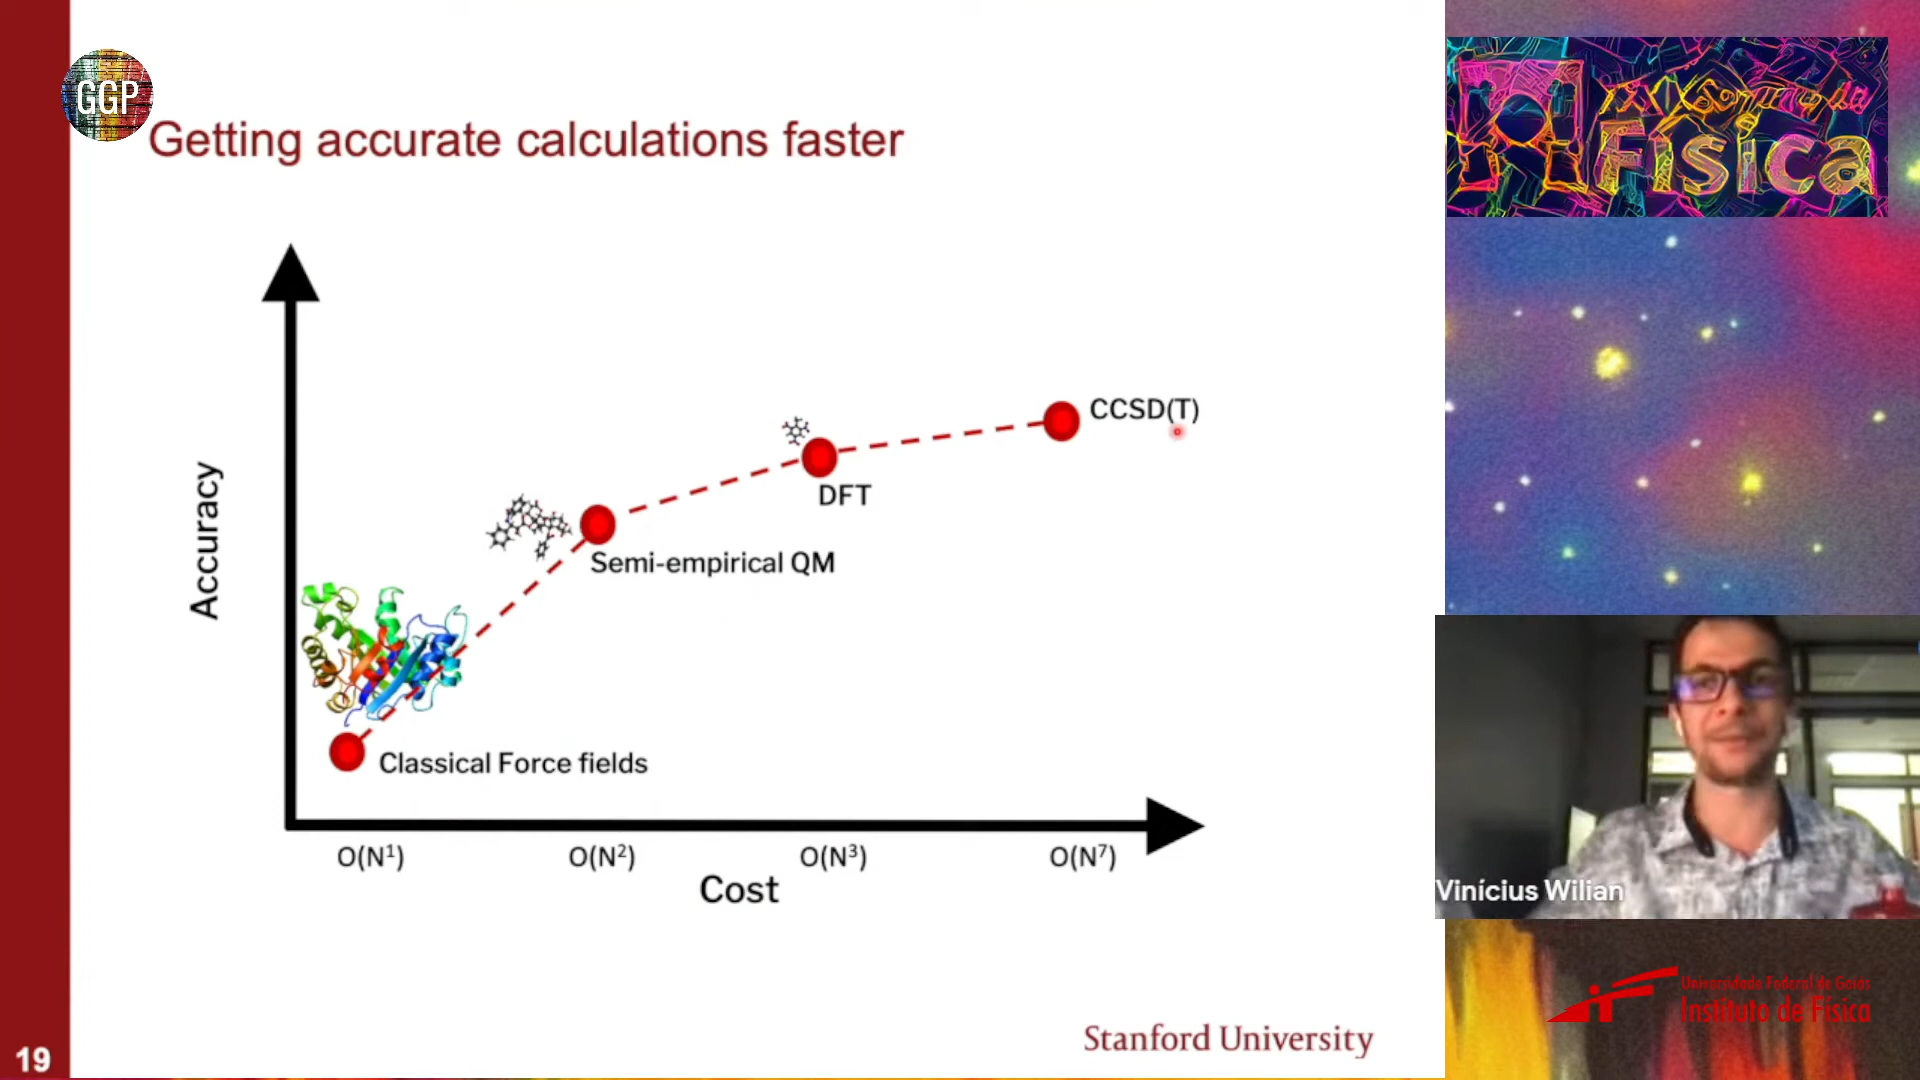 GGP
Getting accurate calculations faster
Física
CCSD(T)
DFT
Semi-empirical QM
Accuracy
Classical Force fields
O(N¹)
O(N²)
O(N³)
O(N⁷)
Cost
Vinícius Wilian
Universidade Federal de Goiás
Instituto de Física
Stanford University
19